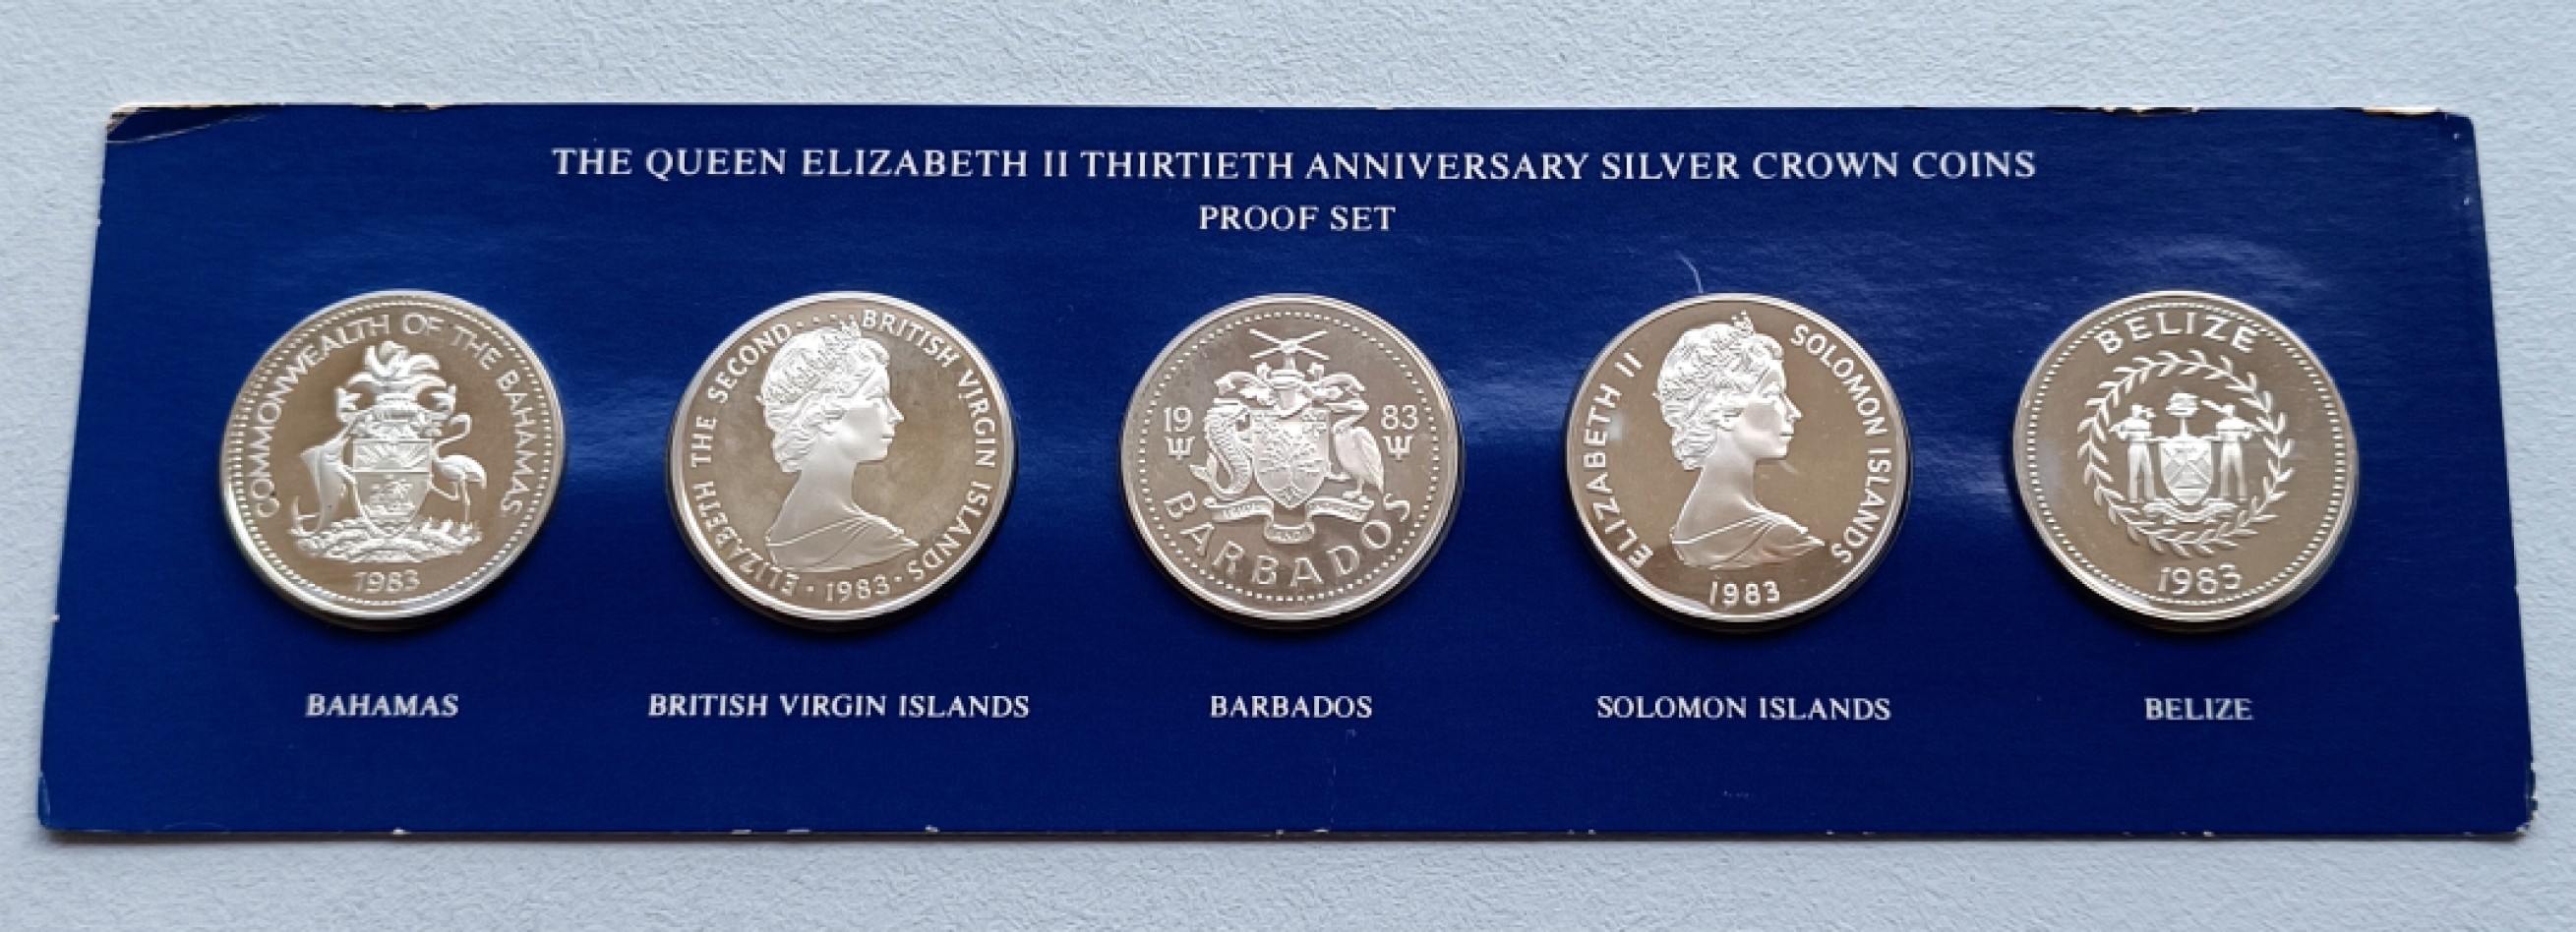 THE QUEEN ELIZABETH II THIRTIETH ANNIVERSARY SILVER CROWN COINS
PROOF SET
COMMONWEALTH OF THE BAHAMAS
1983
ELIZABETH THE SECOND BRITISH VIRGIN ISLANDS
· 1983 ·
19 83
BARBADOS
ELIZABETH II SOLOMON ISLANDS
1983
BELIZE
1983
BAHAMAS
BRITISH VIRGIN ISLANDS
BARBADOS
SOLOMON ISLANDS
BELIZE